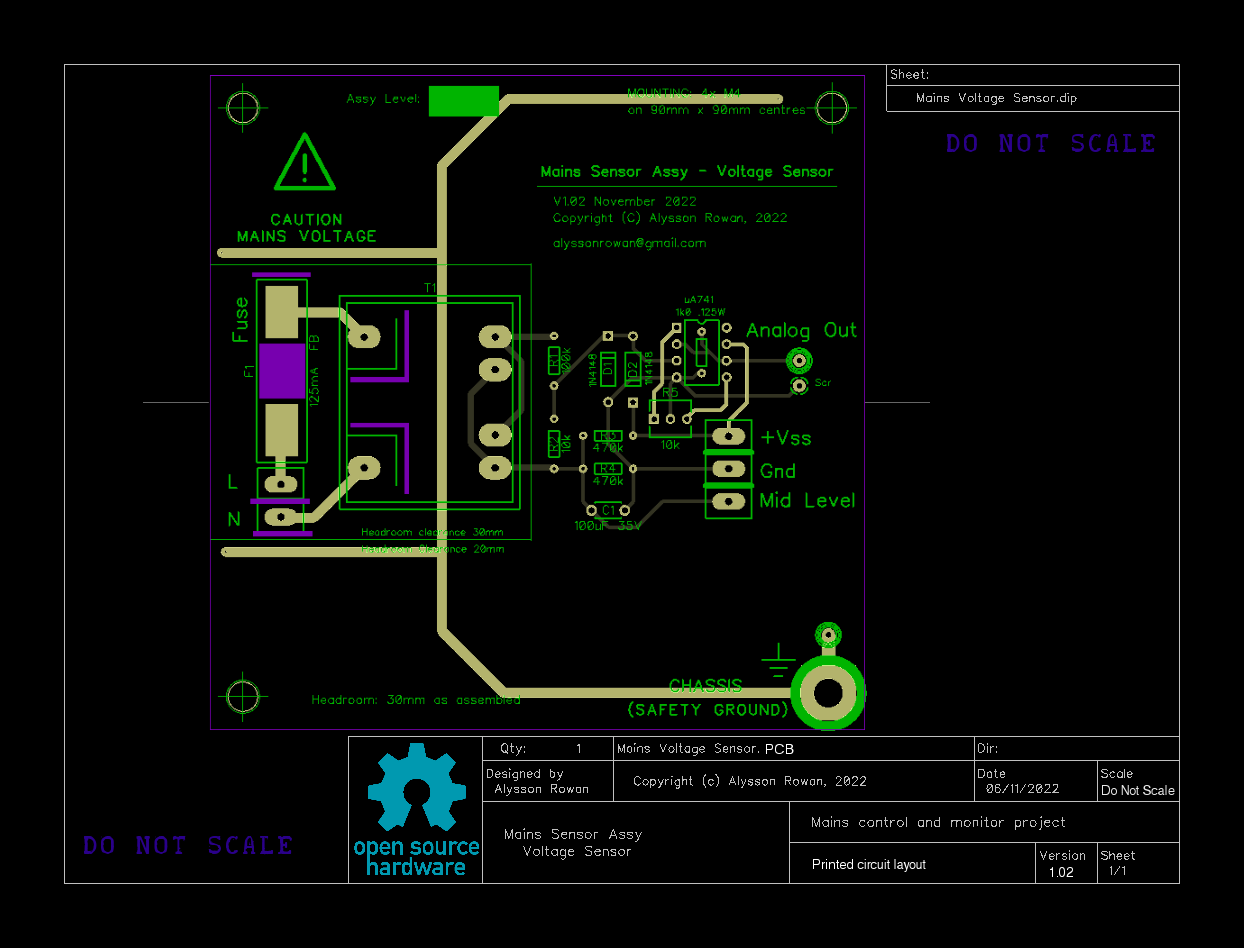 Sheet:
Mains Voltage Sensor.dip
DO NOT SCALE
Assy Level:
MOUNTING: 4x M4
on 90mm x 90mm centres
Mains Sensor Assy - Voltage Sensor
V1.02 November 2022
Copyright (C) Alysson Rowan, 2022
alyssonrowan@gmail.com
!
CAUTION
MAINS VOLTAGE
T1
Fuse
F1
125mA FB
L
N
R1
100k
R2
10k
1N4148
D1
D2
1N4148
uA741
1k0 .125W
R5
10k
R3
470k
R4
470k
C1
100uF 35V
Analog Out
Scr
+Vss
Gnd
Mid Level
Headroom clearance 30mm
Headroom Clearance 20mm
Headroom: 30mm as assembled
CHASSIS
(SAFETY GROUND)
DO NOT SCALE
open source
hardware
Qty: 1
Mains Voltage Sensor. PCB
Dir:
Designed by
Alysson Rowan
Copyright (c) Alysson Rowan, 2022
Date
06/11/2022
Scale
Do Not Scale
Mains Sensor Assy
Voltage Sensor
Mains control and monitor project
Printed circuit layout
Version
1.02
Sheet
1/1